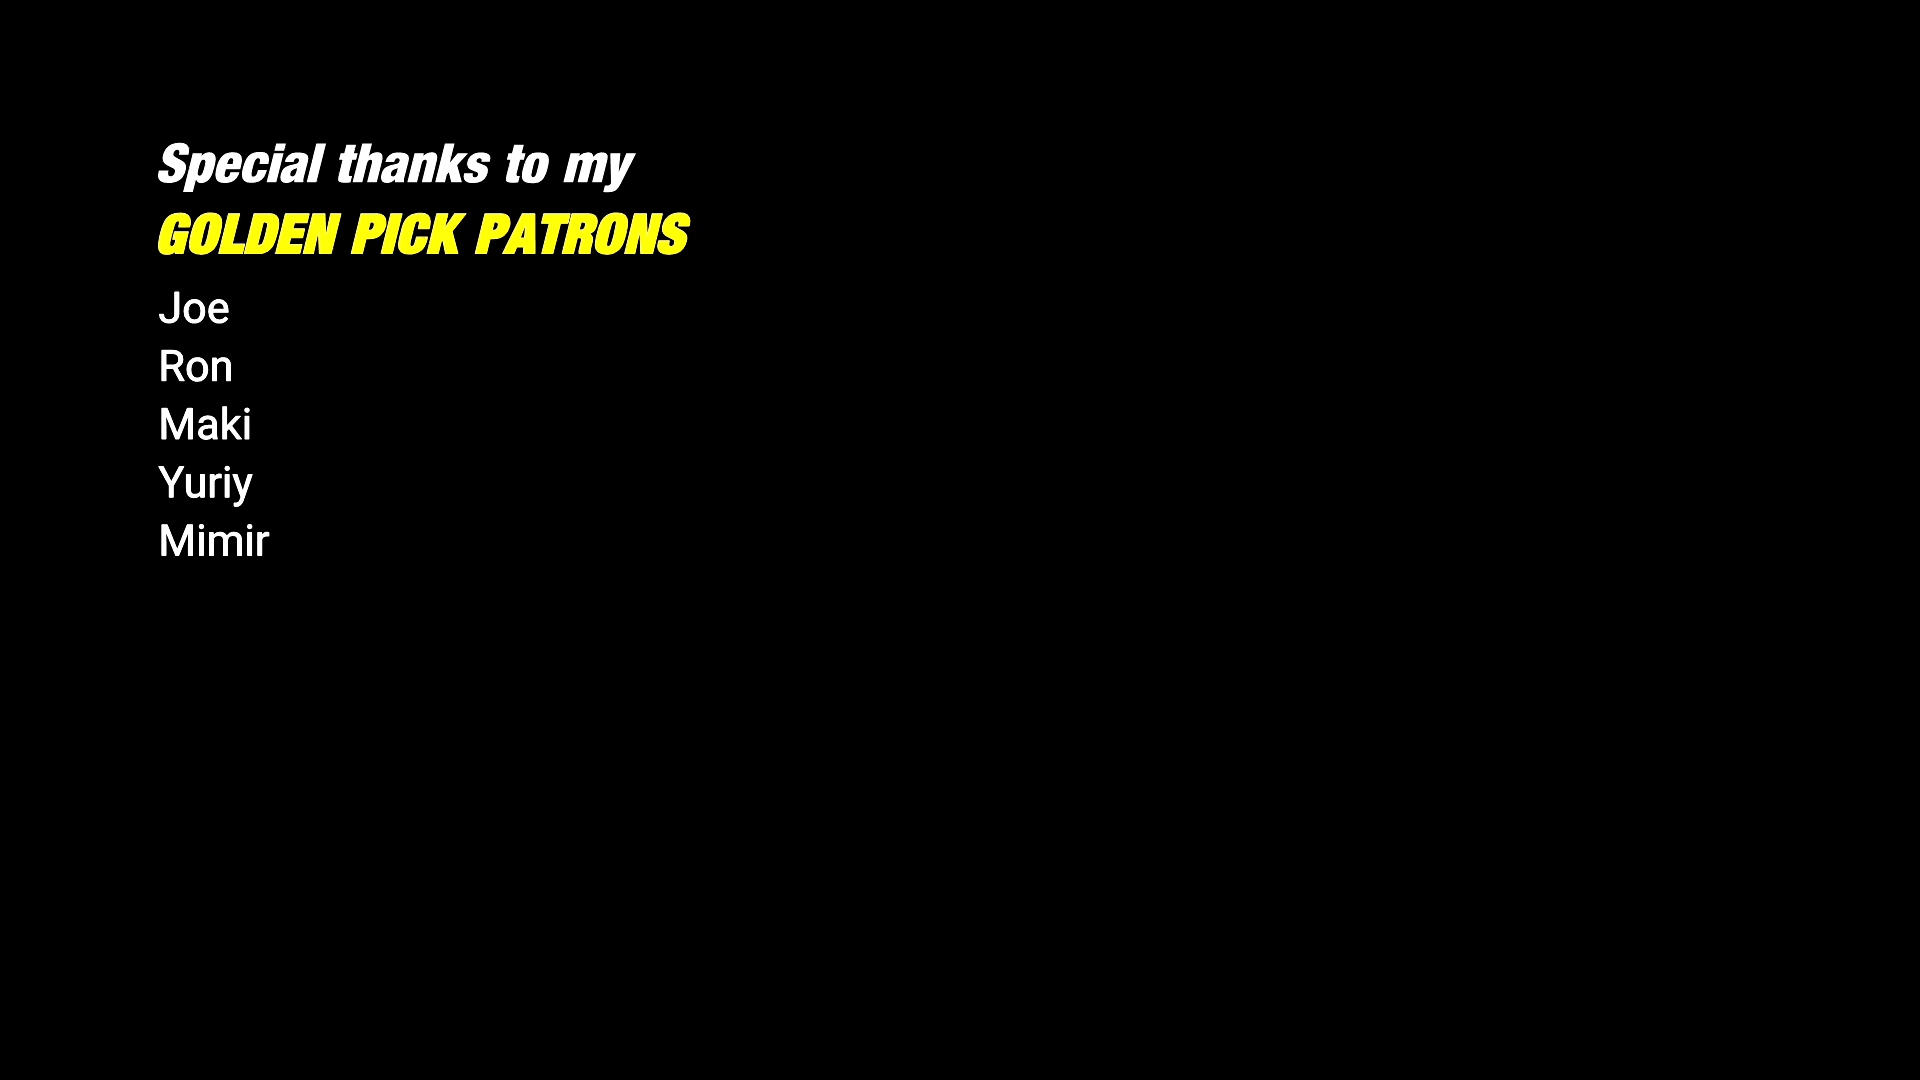 Special thanks to my
GOLDEN PICK PATRONS
Joe
Ron
Maki
Yuriy
Mimir